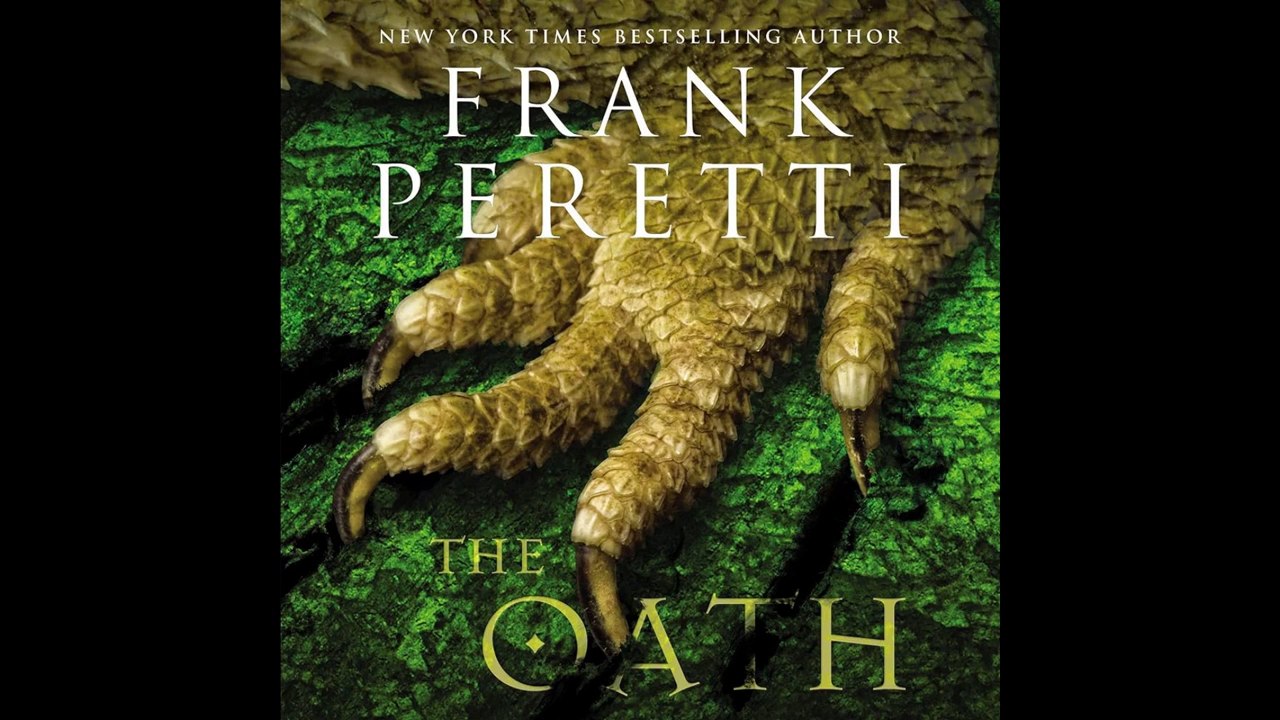 NEW YORK TIMES BESTSELLING AUTHOR
FRANK
PERETTI
THE
OATH